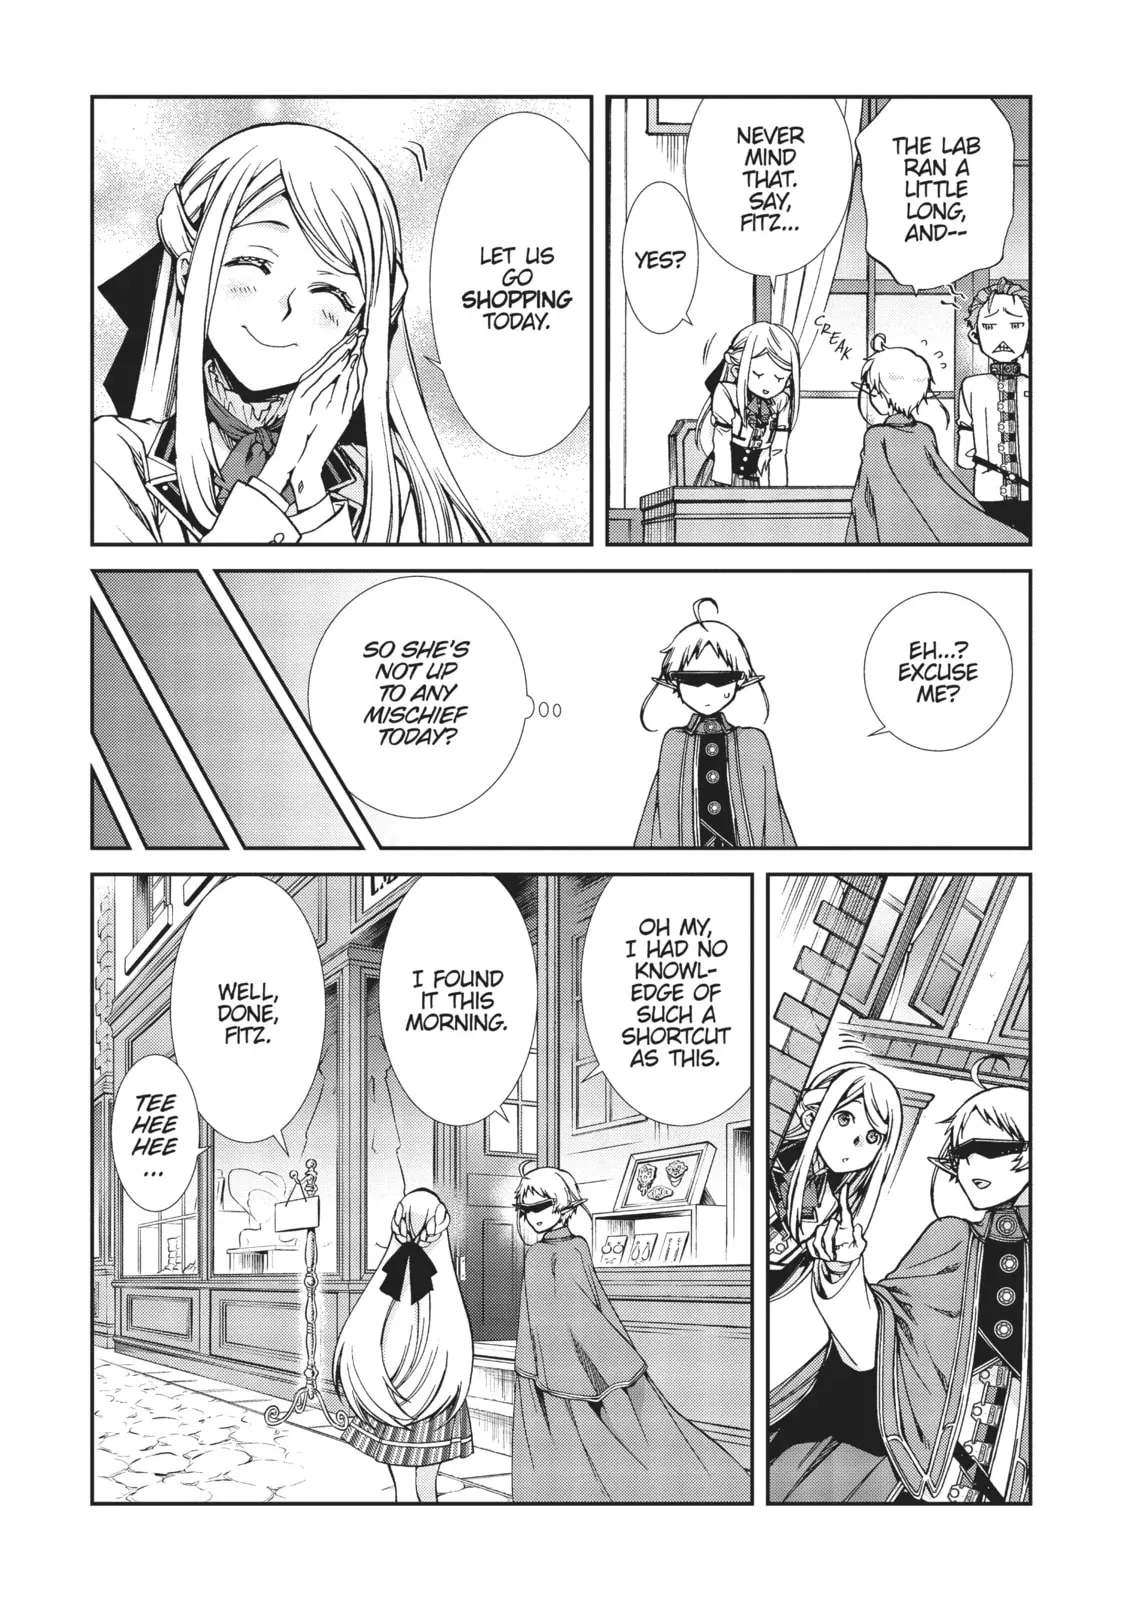 THE LAB
RAN A
LITTLE
LONG,
AND--
NEVER
MIND
THAT.
SAY,
FITZ...
YES?
CREAK
LET US
GO
SHOPPING
TODAY.
EH...?
EXCUSE
ME?
SO SHE'S
NOT UP
TO ANY
MISCHIEF
TODAY?
OH MY,
I HAD NO
KNOWL-
EDGE OF
SUCH A
SHORTCUT
AS THIS.
I FOUND
IT THIS
MORNING.
WELL,
DONE,
FITZ.
TEE
HEE
HEE
...